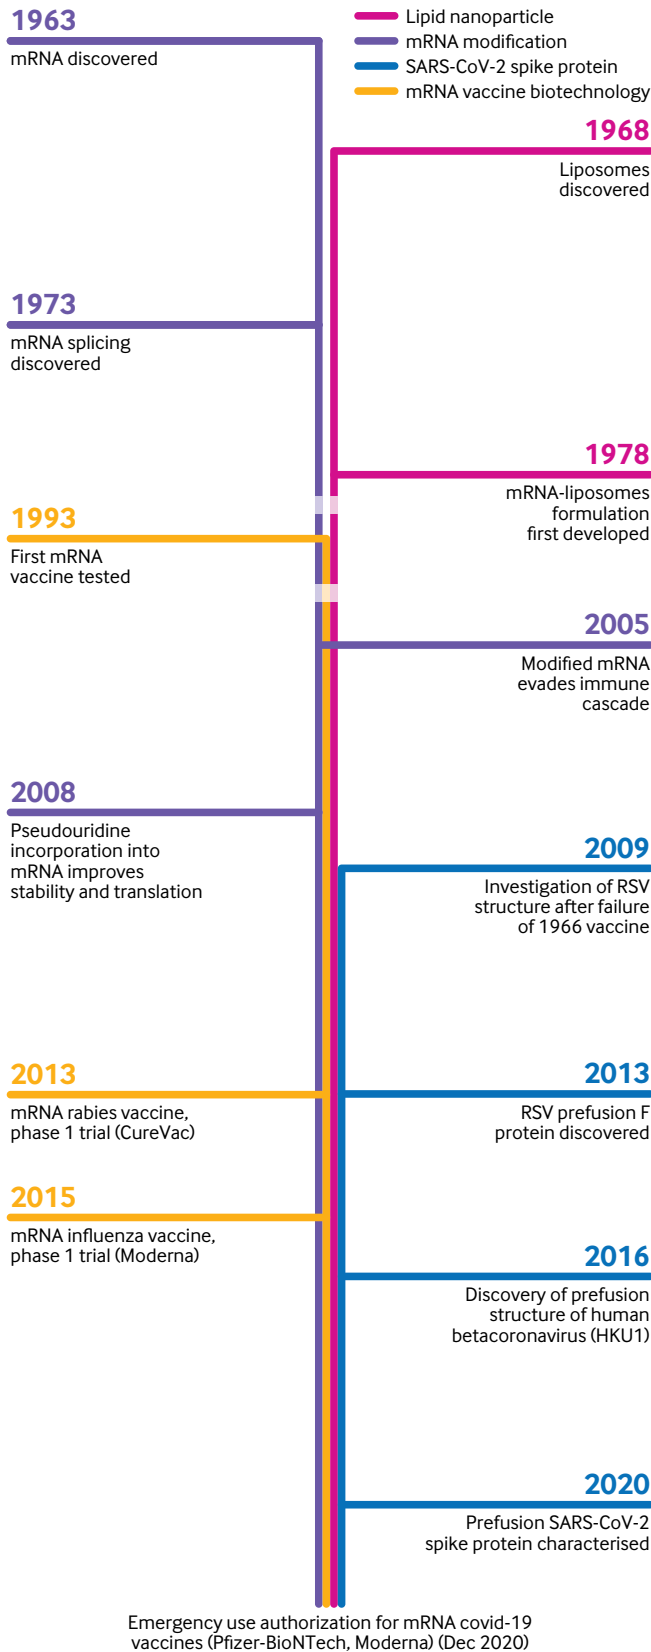 1963
mRNA discovered
Lipid nanoparticle
mRNA modification
SARS-CoV-2 spike protein
mRNA vaccine biotechnology
1968
Liposomes
discovered
1973
mRNA splicing
discovered
1978
mRNA-liposomes
formulation
first developed
1993
First mRNA
vaccine tested
2005
Modified mRNA
evades immune
cascade
2008
Pseudouridine
incorporation into
mRNA improves
stability and translation
2009
Investigation of RSV
structure after failure
of 1966 vaccine
2013
mRNA rabies vaccine,
phase 1 trial (CureVac)
2013
RSV prefusion F
protein discovered
2015
mRNA influenza vaccine,
phase 1 trial (Moderna)
2016
Discovery of prefusion
structure of human
betacoronavirus (HKU1)
2020
Prefusion SARS-CoV-2
spike protein characterised
Emergency use authorization for mRNA covid-19
vaccines (Pfizer-BioNTech, Moderna) (Dec 2020)